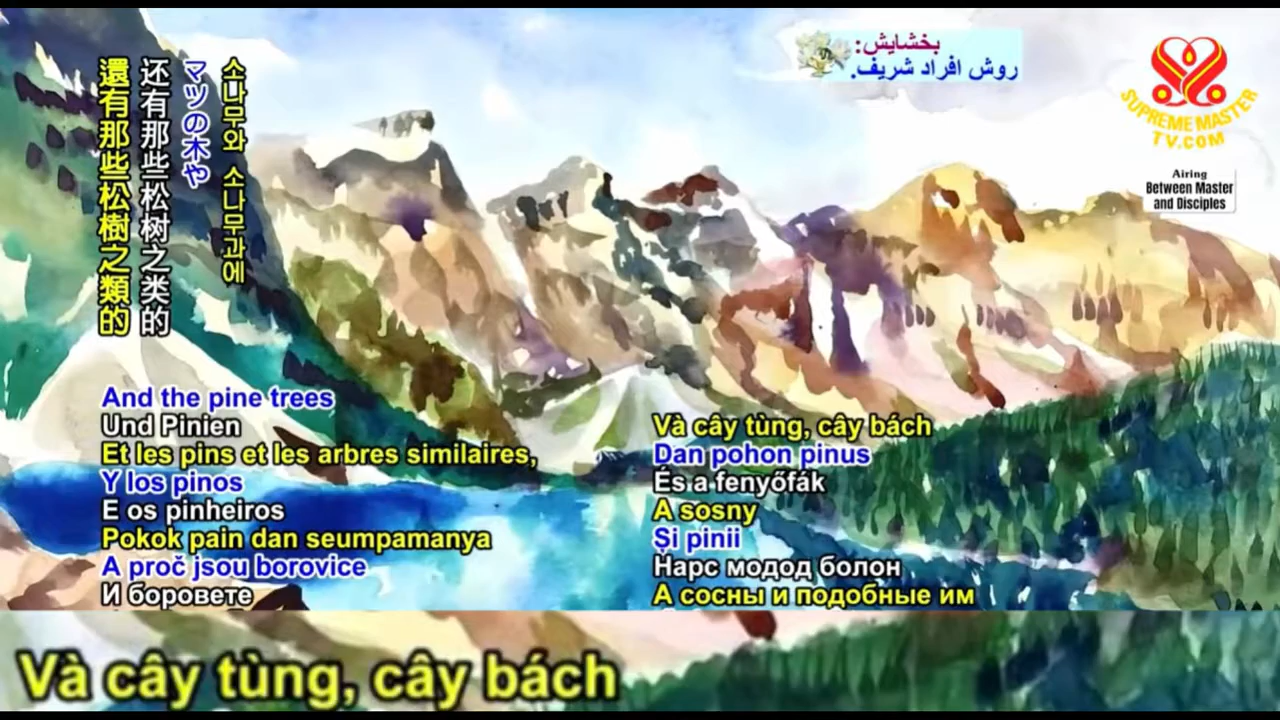 بخشایش:
روش افراد شریف.
SUPREME MASTER
TV.COM
Airing
Between Master
and Disciples
소나무와 소나무과에
マツの木や
还有那些松树之类的
還有那些松樹之類的
And the pine trees
Und Pinien
Et les pins et les arbres similaires,
Y los pinos
E os pinheiros
Pokok pain dan seumpamanya
A proč jsou borovice
И боровете
Và cây tùng, cây bách
Dan pohon pinus
És a fenyőfák
A sosny
Și pinii
Нарс модод болон
А сосны и подобные им
Và cây tùng, cây bách